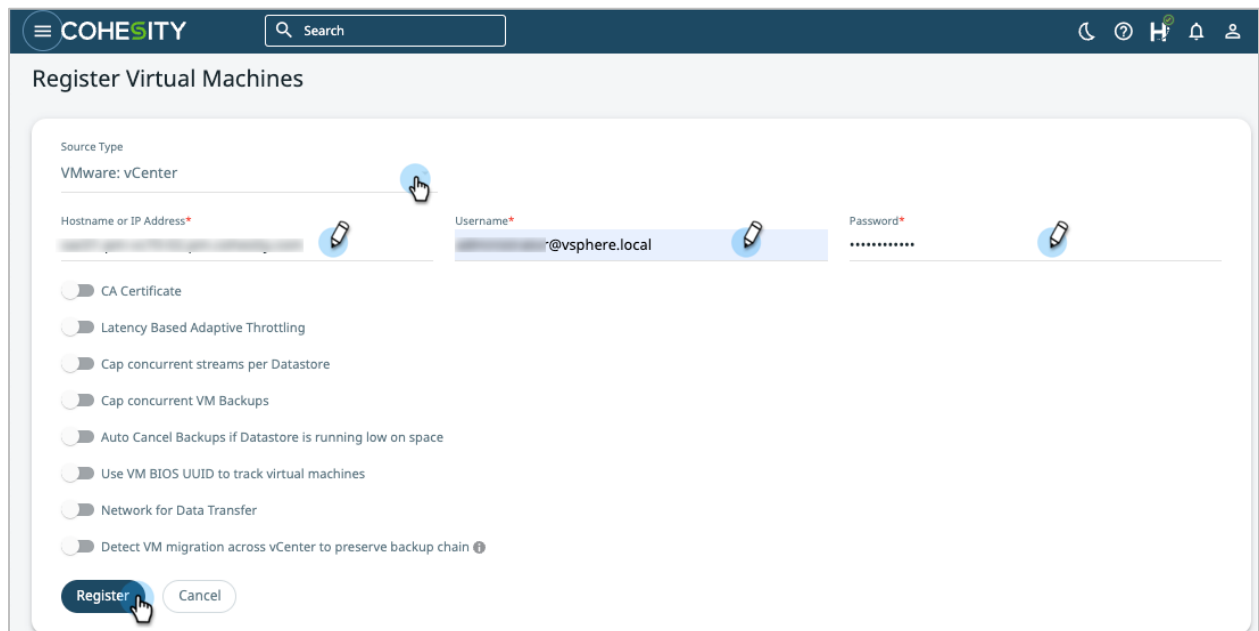 COHESITY Search
Register Virtual Machines
Source Type
VMware: vCenter
Hostname or IP Address* Username* Password*
@vsphere.local ••••••••••••
CA Certificate
Latency Based Adaptive Throttling
Cap concurrent streams per Datastore
Cap concurrent VM Backups
Auto Cancel Backups if Datastore is running low on space
Use VM BIOS UUID to track virtual machines
Network for Data Transfer
Detect VM migration across vCenter to preserve backup chain
Register Cancel